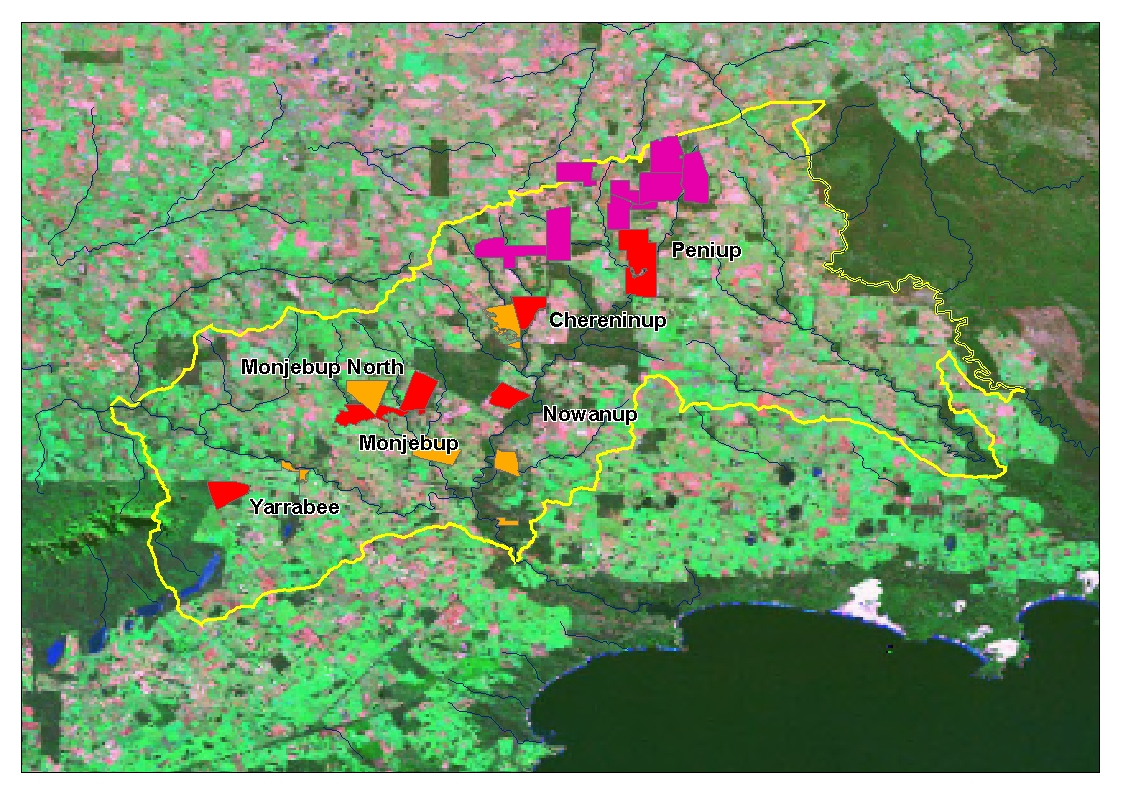 Peniup
Chereninup
Monjebup North
Nowanup
Monjebup
Yarrabee